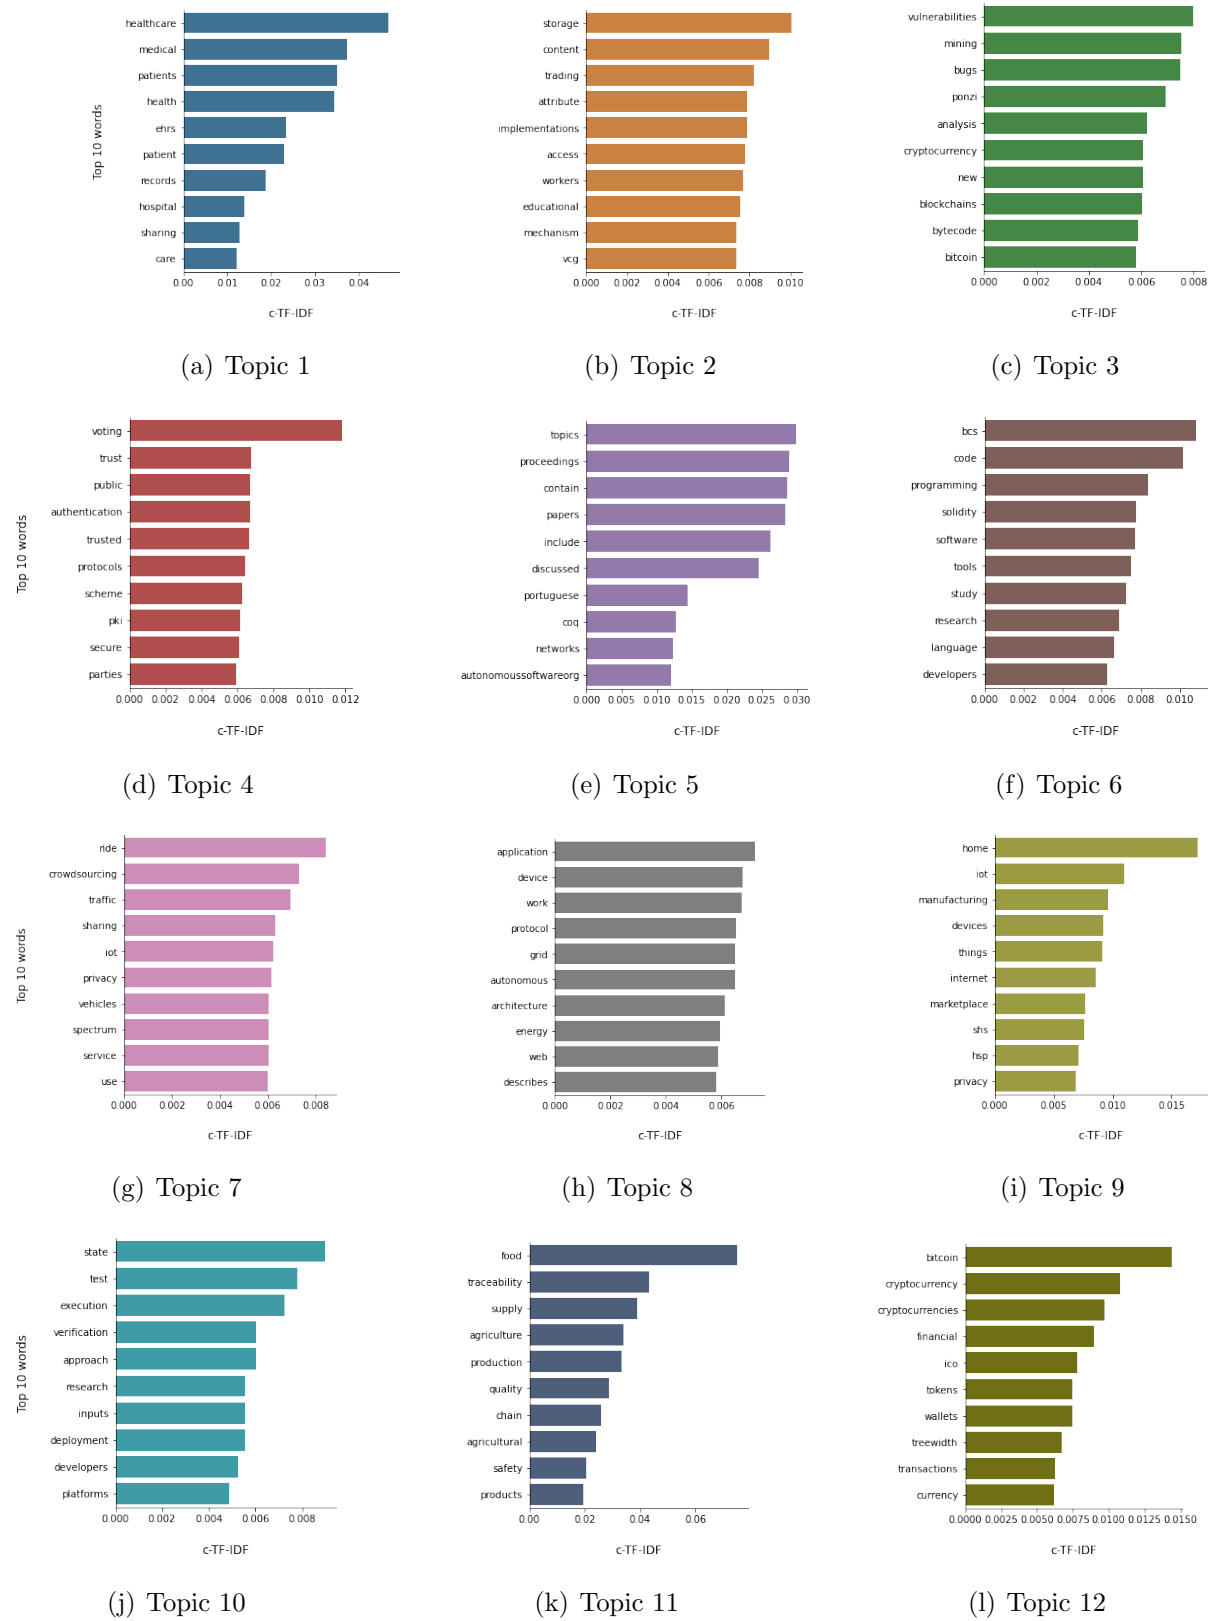 healthcare
medical
patients
health
ehrs
patient
records
hospital
sharing
care
Top 10 words
0.00 0.01 0.02 0.03 0.04
c-TF-IDF
(a) Topic 1
storage
content
trading
attribute
implementations
access
workers
educational
mechanism
vcg
0.000 0.002 0.004 0.006 0.008 0.010
c-TF-IDF
(b) Topic 2
vulnerabilities
mining
bugs
ponzi
analysis
cryptocurrency
new
blockchains
bytecode
bitcoin
0.000 0.002 0.004 0.006 0.008
c-TF-IDF
(c) Topic 3
voting
trust
public
authentication
trusted
protocols
scheme
pki
secure
parties
Top 10 words
0.000 0.002 0.004 0.006 0.008 0.010 0.012
c-TF-IDF
(d) Topic 4
topics
proceedings
contain
papers
include
discussed
portuguese
coq
networks
autonomoussoftwareorg
0.000 0.005 0.010 0.015 0.020 0.025 0.030
c-TF-IDF
(e) Topic 5
bcs
code
programming
solidity
software
tools
study
research
language
developers
0.000 0.002 0.004 0.006 0.008 0.010
c-TF-IDF
(f) Topic 6
ride
crowdsourcing
traffic
sharing
iot
privacy
vehicles
spectrum
service
use
Top 10 words
0.000 0.002 0.004 0.006 0.008
c-TF-IDF
(g) Topic 7
application
device
work
protocol
grid
autonomous
architecture
energy
web
describes
0.000 0.002 0.004 0.006
c-TF-IDF
(h) Topic 8
home
iot
manufacturing
devices
things
internet
marketplace
shs
hsp
privacy
0.000 0.005 0.010 0.015
c-TF-IDF
(i) Topic 9
state
test
execution
verification
approach
research
inputs
deployment
developers
platforms
Top 10 words
0.000 0.002 0.004 0.006 0.008
c-TF-IDF
(j) Topic 10
food
traceability
supply
agriculture
production
quality
chain
agricultural
safety
products
0.00 0.02 0.04 0.06
c-TF-IDF
(k) Topic 11
bitcoin
cryptocurrency
cryptocurrencies
financial
ico
tokens
wallets
treewidth
transactions
currency
0.0000 0.0025 0.0050 0.0075 0.0100 0.0125 0.0150
c-TF-IDF
(l) Topic 12